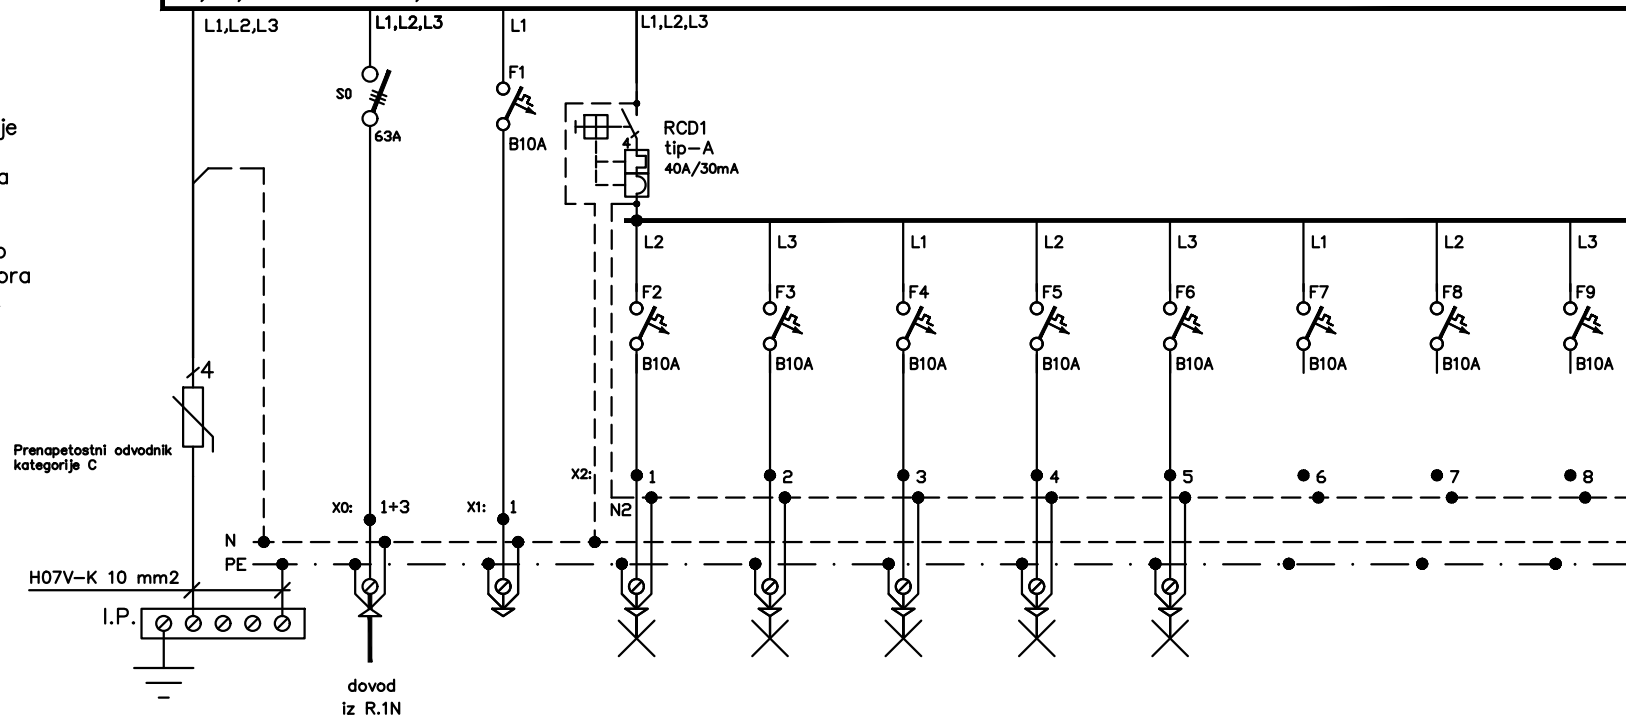 L1,L2,L3
L1,L2,L3
L1
L1,L2,L3
F1
S0
63A
B10A
je
RCD1
4
tip-A
40A/30mA
a
L2
L3
L1
L2
L3
L1
L2
L3
o
ora
F2
F3
F4
F5
F6
F7
F8
F9
B10A
B10A
B10A
B10A
B10A
B10A
B10A
B10A
4
Prenapetostni odvodnik
kategorije C
X2:
1
2
3
4
5
6
7
8
X0:
1+3
X1:
1
N2
N
PE
H07V-K 10 mm2
I.P.
dovod
iz R.1N